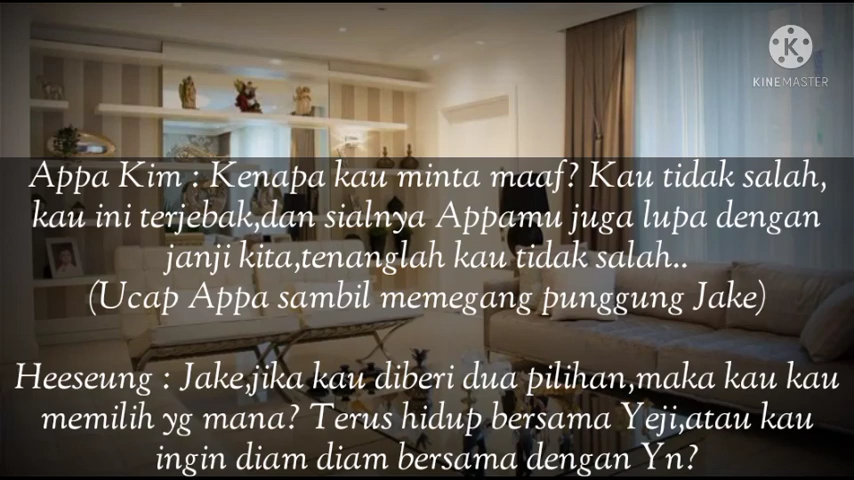 KINEMASTER
Appa Kim : Kenapa kau minta maaf? Kau tidak salah,
kau ini terjebak,dan sialnya Appamu juga lupa dengan
janji kita,tenanglah kau tidak salah..
(Ucap Appa sambil memegang punggung Jake)
Heeseung : Jake,jika kau diberi dua pilihan,maka kau kau
memilih yg mana? Terus hidup bersama Yeji,atau kau
ingin diam diam bersama dengan Yn?